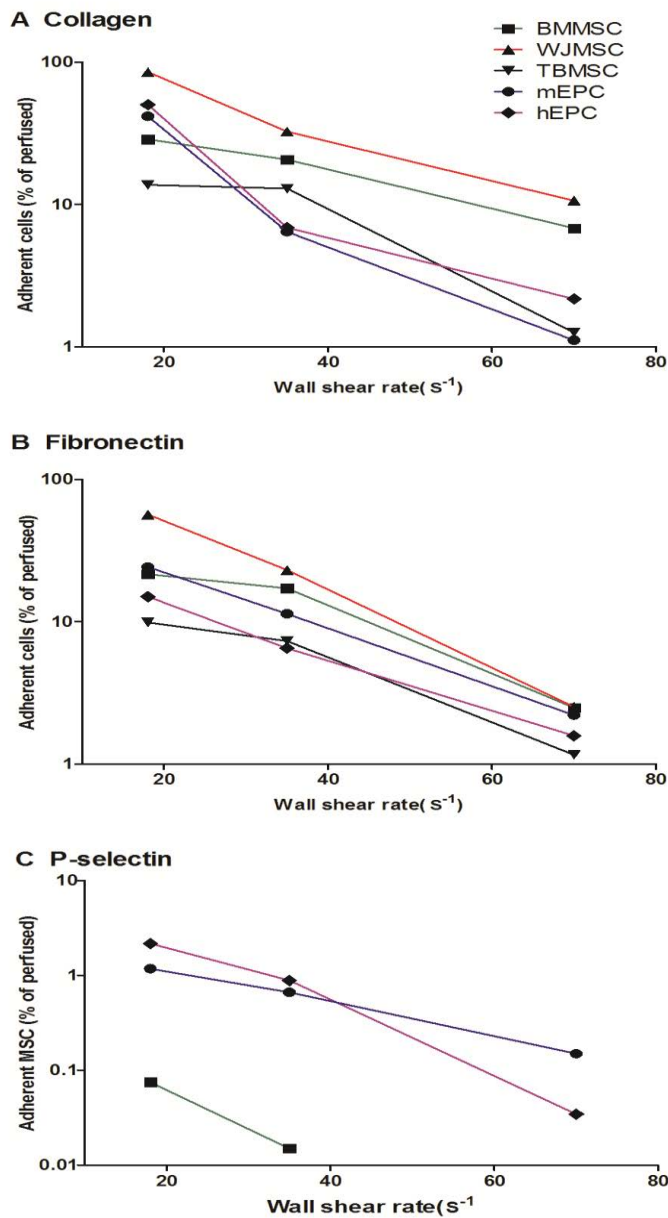 A Collagen
BMMSC
WJMSC
TBMSC
mEPC
hEPC
Adherent cells (% of perfused)
100
10
1
20
40
60
80
Wall shear rate( S-1)
B Fibronectin
Adherent cells (% of perfused)
100
10
1
20
40
60
80
Wall shear rate( S-1)
C P-selectin
Adherent MSC (% of perfused)
10
1
0.1
0.01
20
40
60
80
Wall shear rate(S-1